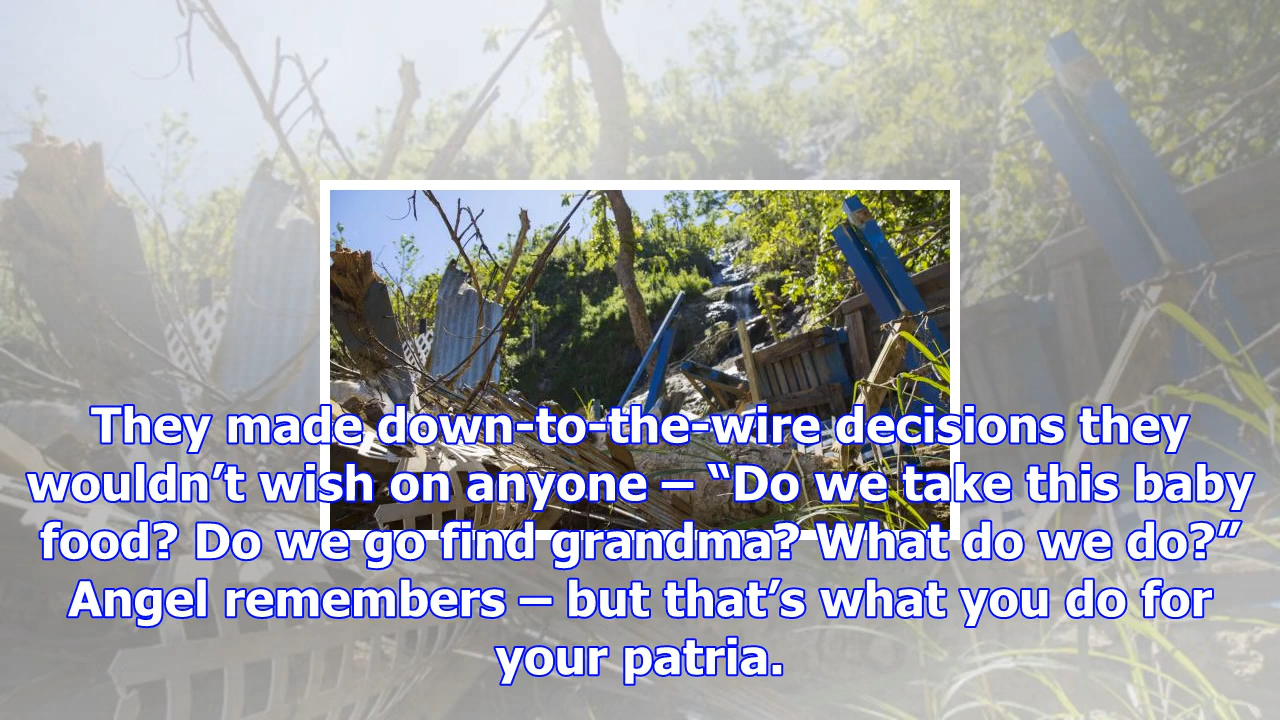 They made down-to-the-wire decisions they
wouldn’t wish on anyone – “Do we take this baby
food? Do we go find grandma? What do we do?”
Angel remembers – but that’s what you do for
your patria.